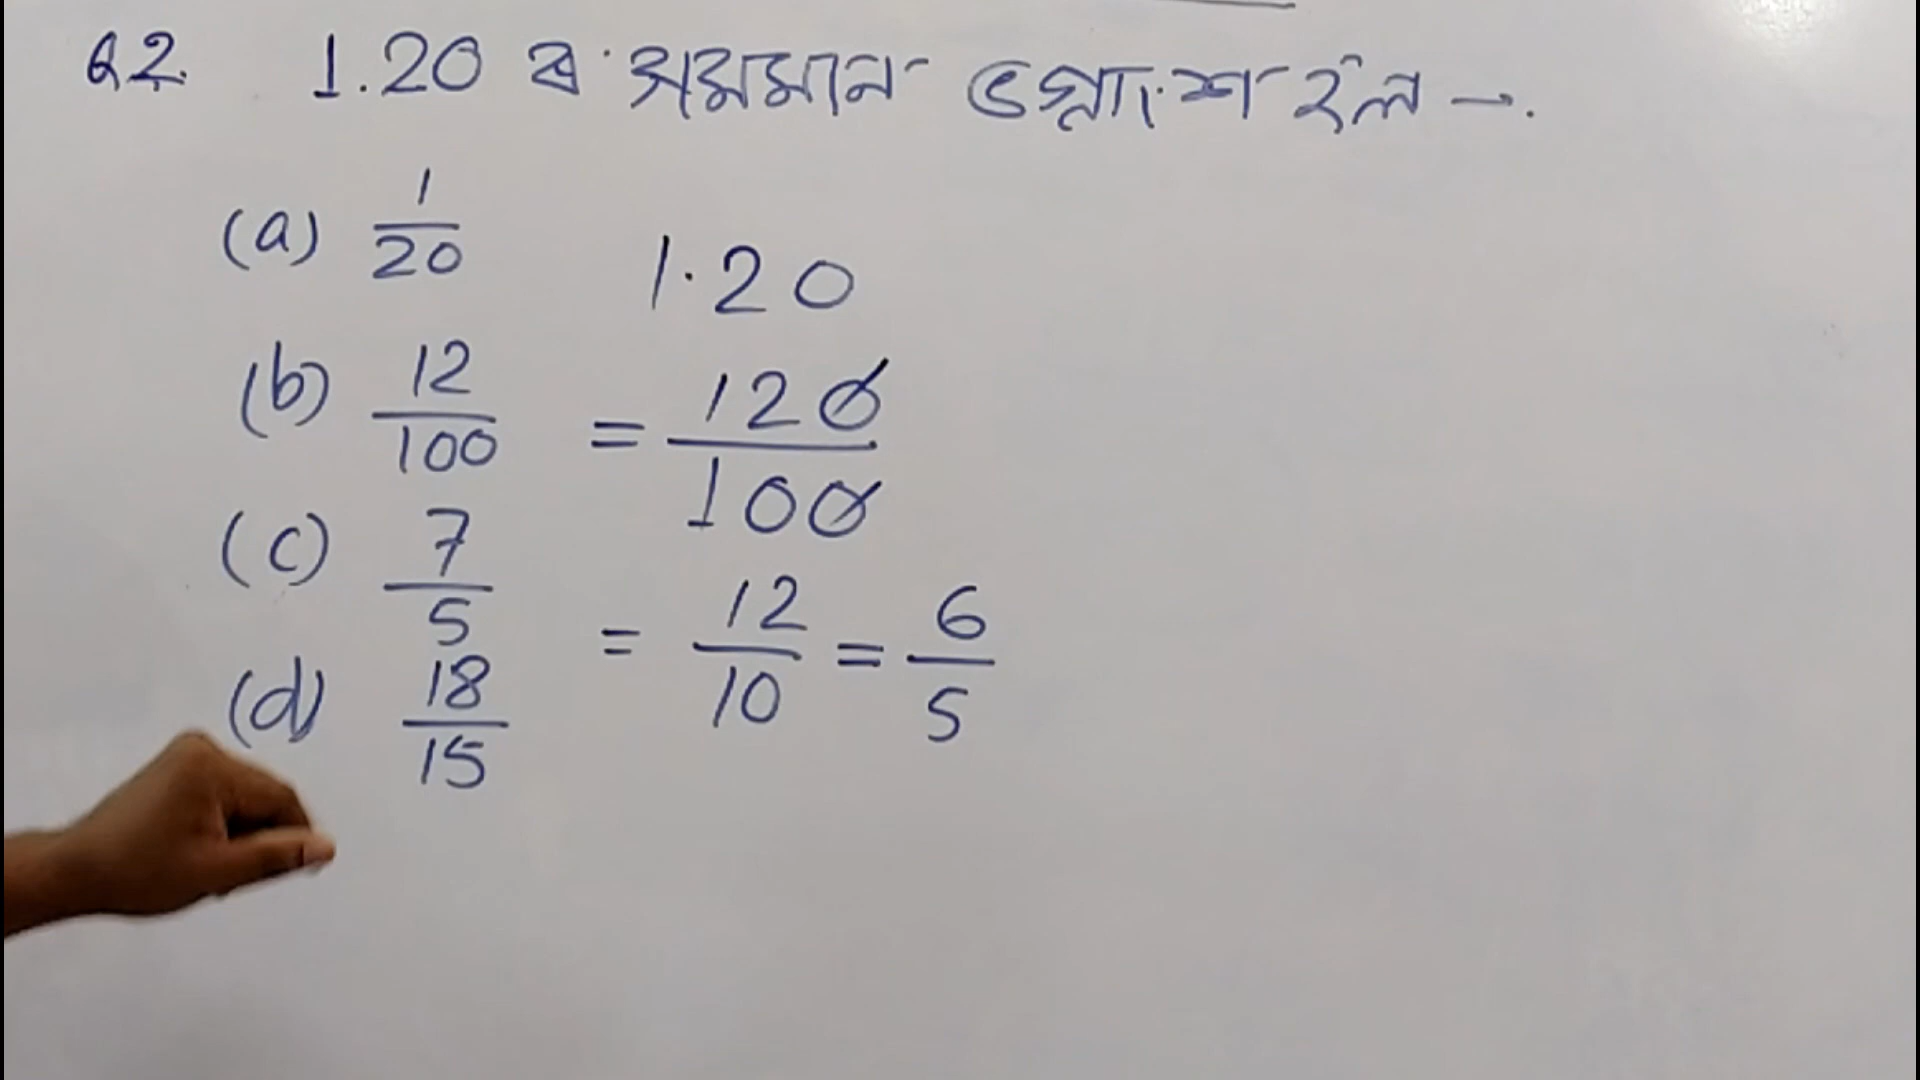 Q2. 1.20 ৰ সমমান ভগ্নাংশ হ'ল —.
(a) 1/20
1.20
(b) 12/100
= 120/100
(c) 7/5
= 12/10 = 6/5
(d) 18/15